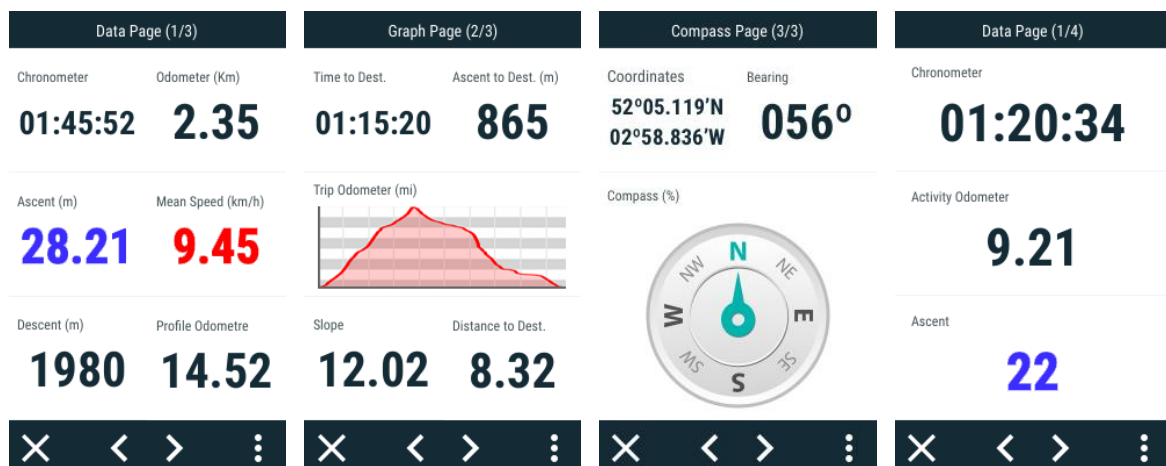 Data Page (1/3)
Chronometer Odometer (Km)
01:45:52 2.35
Ascent (m) Mean Speed (km/h)
28.21 9.45
Descent (m) Profile Odometre
1980 14.52
Graph Page (2/3)
Time to Dest. Ascent to Dest. (m)
01:15:20 865
Trip Odometer (mi)
Slope Distance to Dest.
12.02 8.32
Compass Page (3/3)
Coordinates Bearing
52º05.119’N
02º58.836’W
056º
Compass (%)
N
NW NE
W E
SW SE
S
Data Page (1/4)
Chronometer
01:20:34
Activity Odometer
9.21
Ascent
22